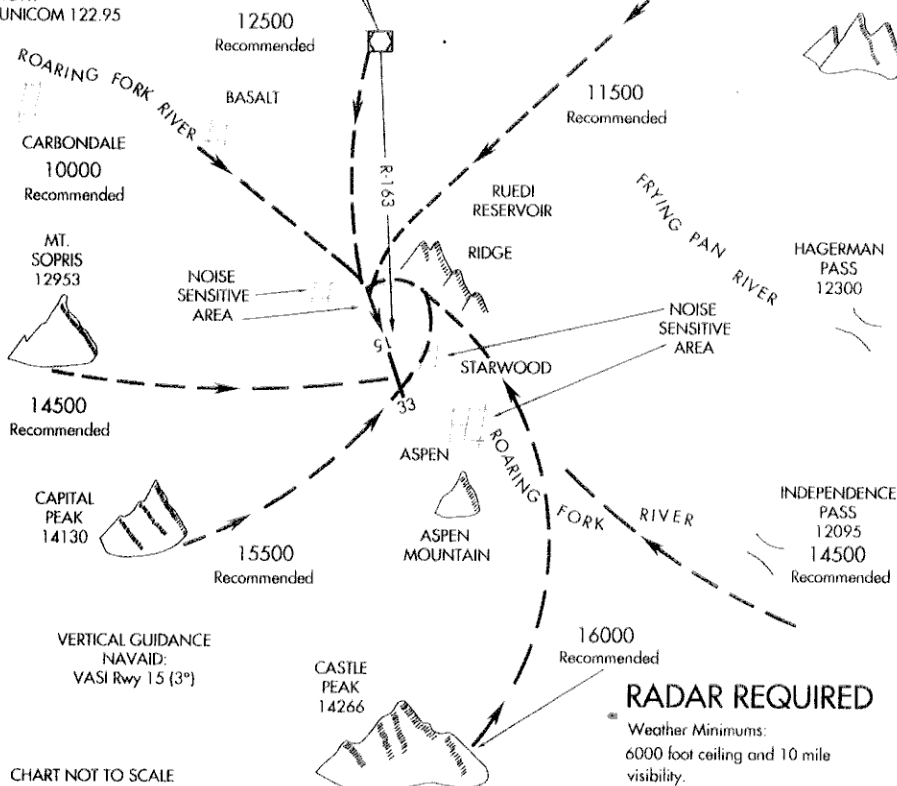 UNICOM 122.95
12500
Recommended
ROARING FORK RIVER
BASALT
11500
Recommended
CARBONDALE
10000
Recommended
R-163
RUEDI
RESERVOIR
FRYING PAN RIVER
MT.
SOPRIS
12953
RIDGE
NOISE
SENSITIVE
AREA
HAGERMAN
PASS
12300
NOISE
SENSITIVE
AREA
STARWOOD
33
14500
Recommended
ASPEN
ROARING FORK RIVER
CAPITAL
PEAK
14130
ASPEN
MOUNTAIN
INDEPENDENCE
PASS
12095
14500
Recommended
15500
Recommended
VERTICAL GUIDANCE
NAVAID:
VASI Rwy 15 (3°)
16000
Recommended
CASTLE
PEAK
14266
RADAR REQUIRED
Weather Minimums:
6000 foot ceiling and 10 mile
visibility.
CHART NOT TO SCALE